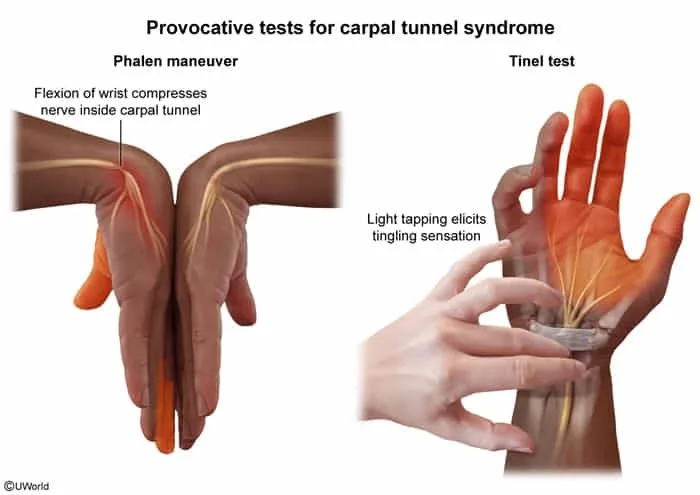 Provocative tests for carpal tunnel syndrome
Phalen maneuver
Flexion of wrist compresses
nerve inside carpal tunnel
Tinel test
Light tapping elicits
tingling sensation
©UWorld